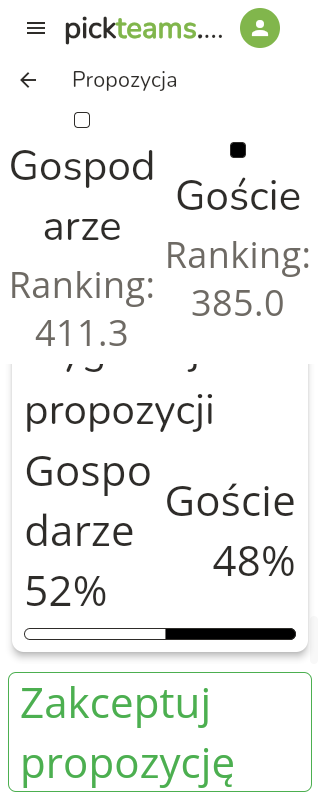 pickteams....
Propozycja
Gospod
arze
Ranking:
411.3
Goście
Ranking:
385.0
propozycji
Gospo
darze
52%
Goście
48%
Zakceptuj
propozycję